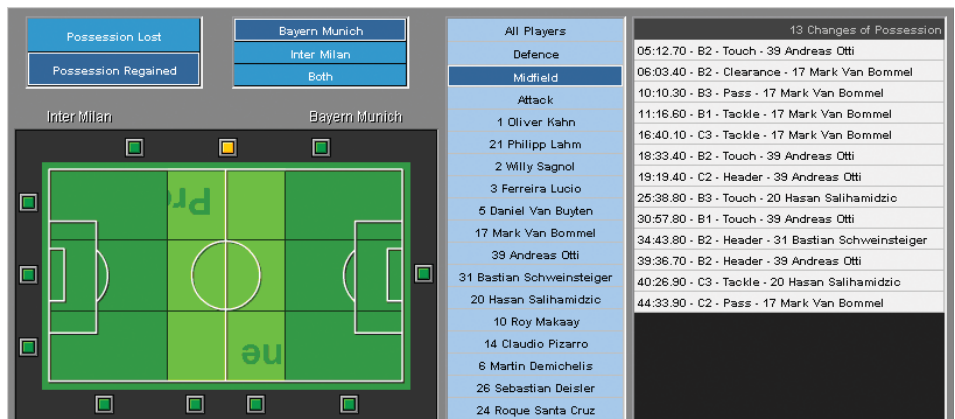 Possession Lost
Possession Regained
Bayern Munich
Inter Milan
Both
Inter Milan
Bayern Munich
Pro
ne
All Players
Defence
Midfield
Attack
1 Oliver Kahn
21 Philipp Lahm
2 Willy Sagnol
3 Ferreira Lucio
5 Daniel Van Buyten
17 Mark Van Bommel
39 Andreas Otti
31 Bastian Schweinsteiger
20 Hasan Salihamidzic
10 Roy Makaay
14 Claudio Pizarro
6 Martin Demichelis
26 Sebastian Deisler
24 Roque Santa Cruz
13 Changes of Possession
05:12.70 - B2 - Touch - 39 Andreas Otti
06:03.40 - B2 - Clearance - 17 Mark Van Bommel
10:10.30 - B3 - Pass - 17 Mark Van Bommel
11:16.60 - B1 - Tackle - 17 Mark Van Bommel
16:40.10 - C3 - Tackle - 17 Mark Van Bommel
18:33.40 - B2 - Touch - 39 Andreas Otti
19:19.40 - C2 - Header - 39 Andreas Otti
25:38.80 - B3 - Touch - 20 Hasan Salihamidzic
30:57.80 - B1 - Touch - 39 Andreas Otti
34:43.80 - B2 - Header - 31 Bastian Schweinsteiger
39:36.70 - B2 - Header - 39 Andreas Otti
40:26.90 - C3 - Tackle - 20 Hasan Salihamidzic
44:33.90 - C2 - Pass - 17 Mark Van Bommel